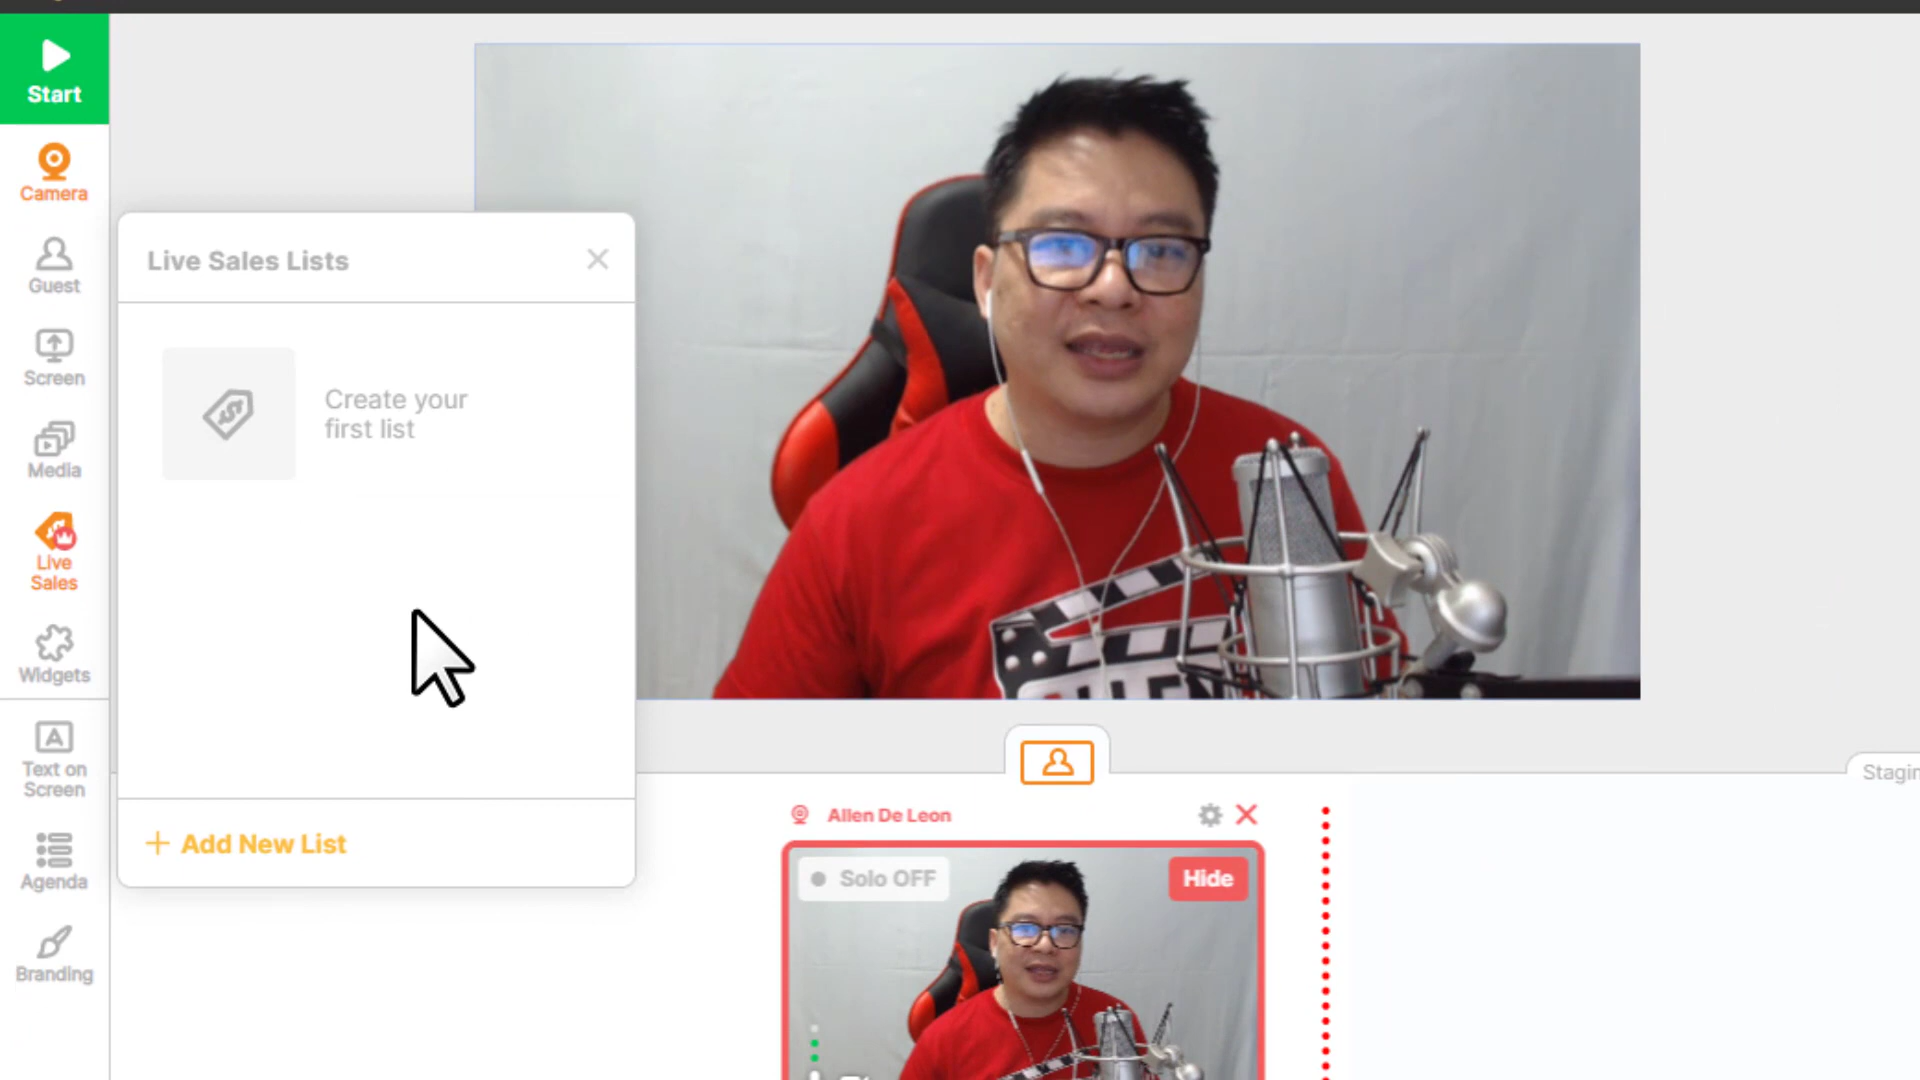 Start
Camera
Guest
Screen
Media
Live
Sales
Widgets
Text on
Screen
Agenda
Branding
Live Sales Lists
Create your
first list
+ Add New List
Allen De Leon
Solo OFF
Hide